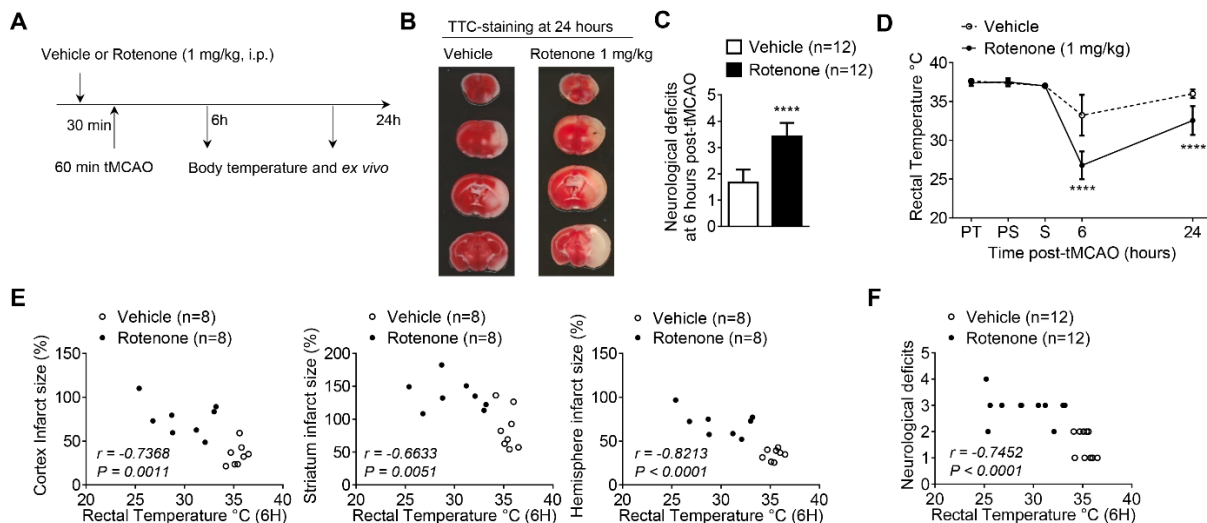 A
Vehicle or Rotenone (1 mg/kg, i.p.)
30 min
6h
24h
60 min tMCAO
Body temperature and ex vivo
B
TTC-staining at 24 hours
Vehicle
Rotenone 1 mg/kg
C
Vehicle (n=12)
Rotenone (n=12)
Neurological deficits
at 6 hours post-tMCAO
5
4
3
2
1
0
****
D
Vehicle
Rotenone (1 mg/kg)
Rectal Temperature °C
40
35
30
25
20
****
****
PT
PS
S
6
24
Time post-tMCAO (hours)
E
Vehicle (n=8)
Rotenone (n=8)
Cortex Infarct size (%)
150
100
50
0
r = -0.7368
P = 0.0011
20
25
30
35
40
Rectal Temperature °C (6H)
Vehicle (n=8)
Rotenone (n=8)
Striatum infarct size (%)
200
150
100
50
0
r = -0.6633
P = 0.0051
20
25
30
35
40
Rectal Temperature °C (6H)
Vehicle (n=8)
Rotenone (n=8)
Hemisphere infarct size (%)
150
100
50
0
r = -0.8213
P < 0.0001
20
25
30
35
40
Rectal Temperature °C (6H)
F
Vehicle (n=12)
Rotenone (n=12)
Neurological deficits
5
4
3
2
1
0
r = -0.7452
P < 0.0001
20
25
30
35
40
Rectal Temperature °C (6H)